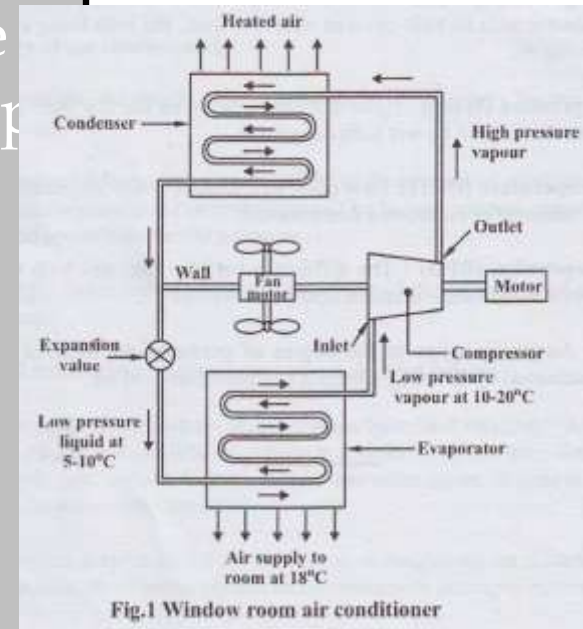 e
Heated air
Condenser
High pressure
vapour
Outlet
Wall
Fan
motor
Motor
Expansion
value
Inlet
Compressor
Low pressure
vapour at 10-20°C
Low pressure
liquid at
5-10°C
Evaporator
Air supply to
room at 18°C
Fig.1 Window room air conditioner